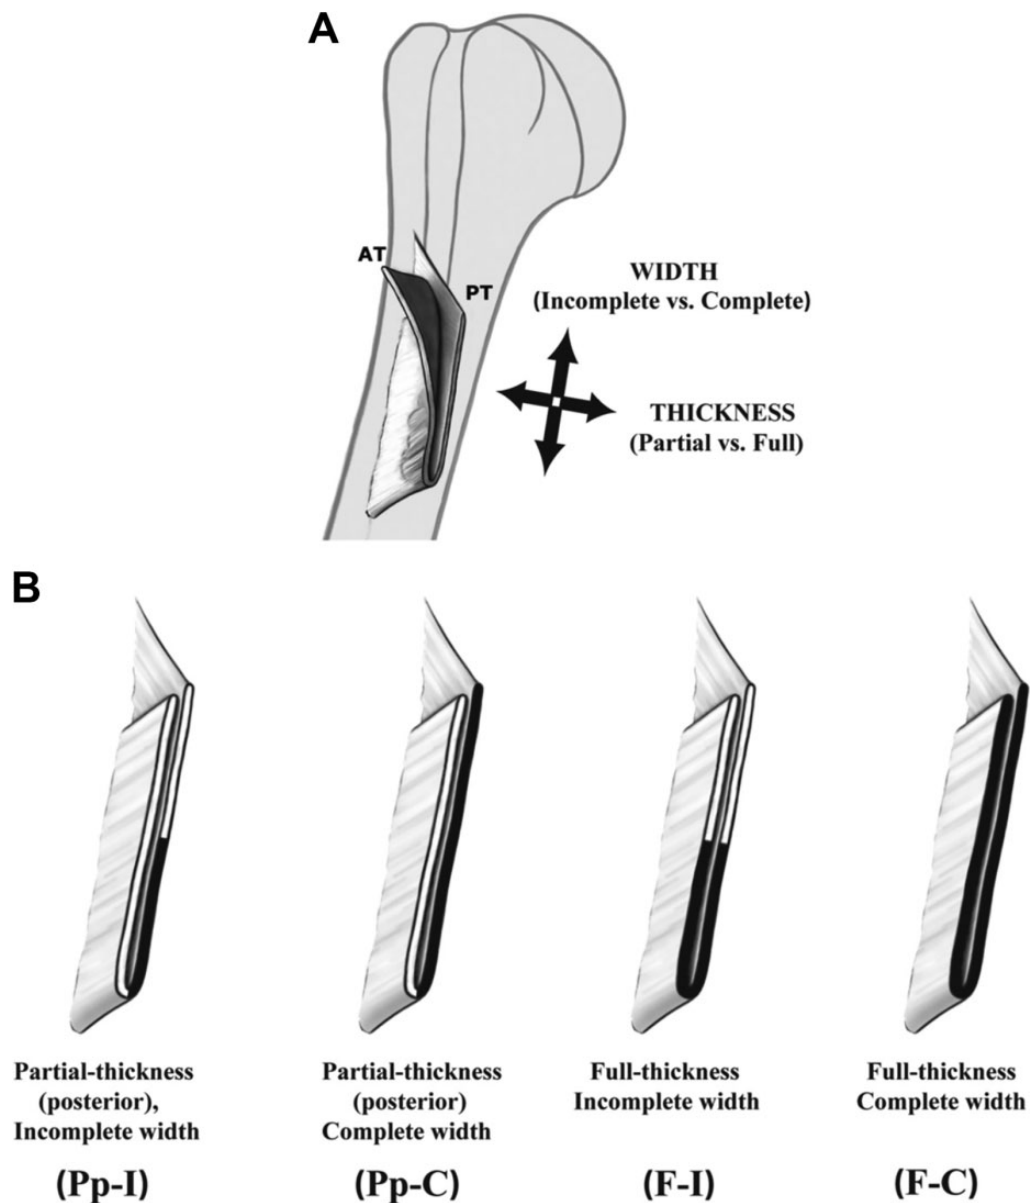 A
AT
PT
WIDTH
(Incomplete vs. Complete)
THICKNESS
(Partial vs. Full)
B
Partial-thickness
(posterior),
Incomplete width
(Pp-I)
Partial-thickness
(posterior)
Complete width
(Pp-C)
Full-thickness
Incomplete width
(F-I)
Full-thickness
Complete width
(F-C)